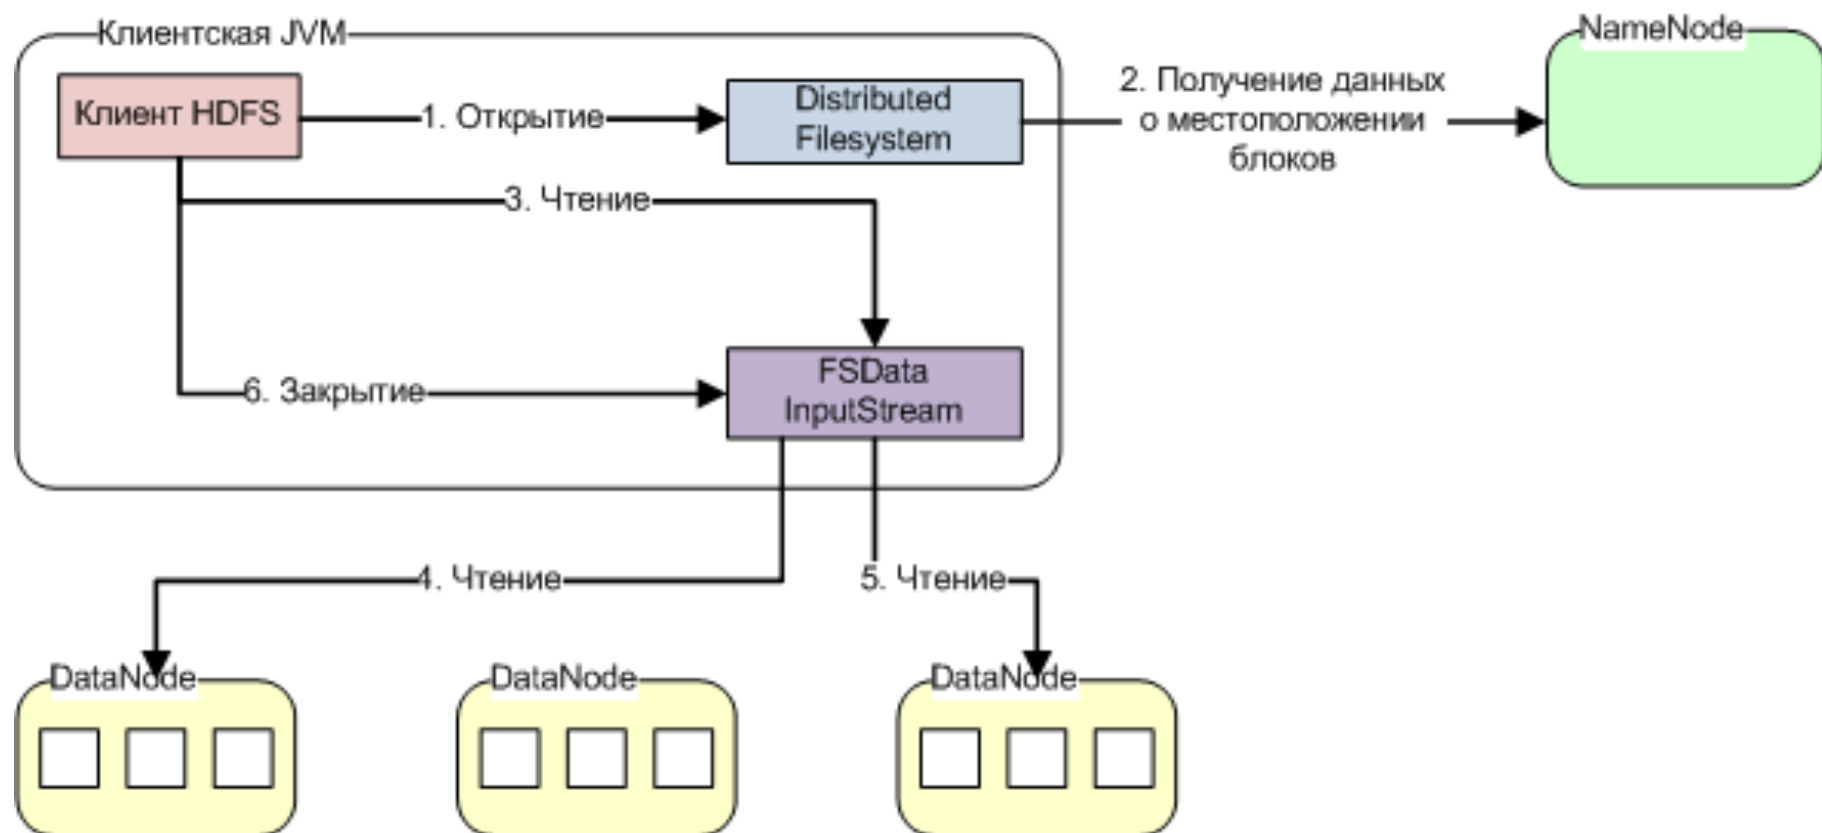 Клиентская JVM
NameNode
Клиент HDFS
1. Открытие
Distributed
Filesystem
2. Получение данных
о местоположении
блоков
3. Чтение
6. Закрытие
FSData
InputStream
4. Чтение
5. Чтение
DataNode
DataNode
DataNode